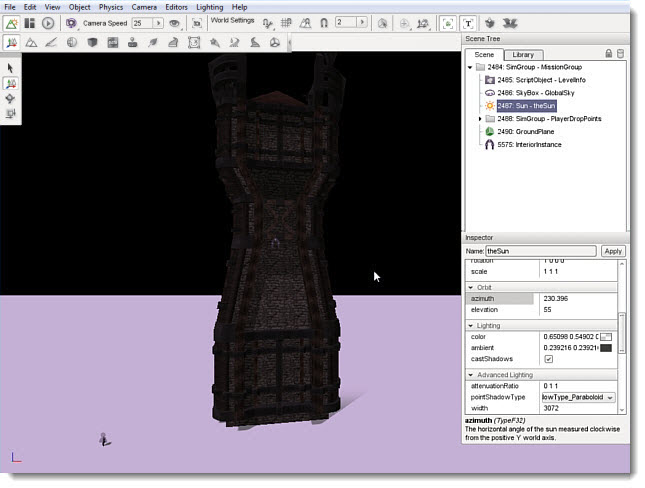 File Edit View Object Physics Camera Editors Lighting Help
Camera Speed 25 World Settings 2
Scene Tree
Scene Library
2484: SimGroup - MissionGroup
2485: ScriptObject - LevelInfo
2486: SkyBox - GlobalSky
2487: Sun - theSun
2488: SimGroup - PlayerDropPoints
2490: GroundPlane
5575: InteriorInstance
Inspector
Name: theSun Apply
rotation 1 0 0 0
scale 1 1 1
Orbit
azimuth 230.396
elevation 55
Lighting
color 0.65098 0.54902 0
ambient 0.239216 0.23921
castShadows
Advanced Lighting
attenuationRatio 0 1 1
pointShadowType lowType_Paraboloid
width 3072
azimuth (TypeF32)
The horizontal angle of the sun measured clockwise
from the positive Y world axis.